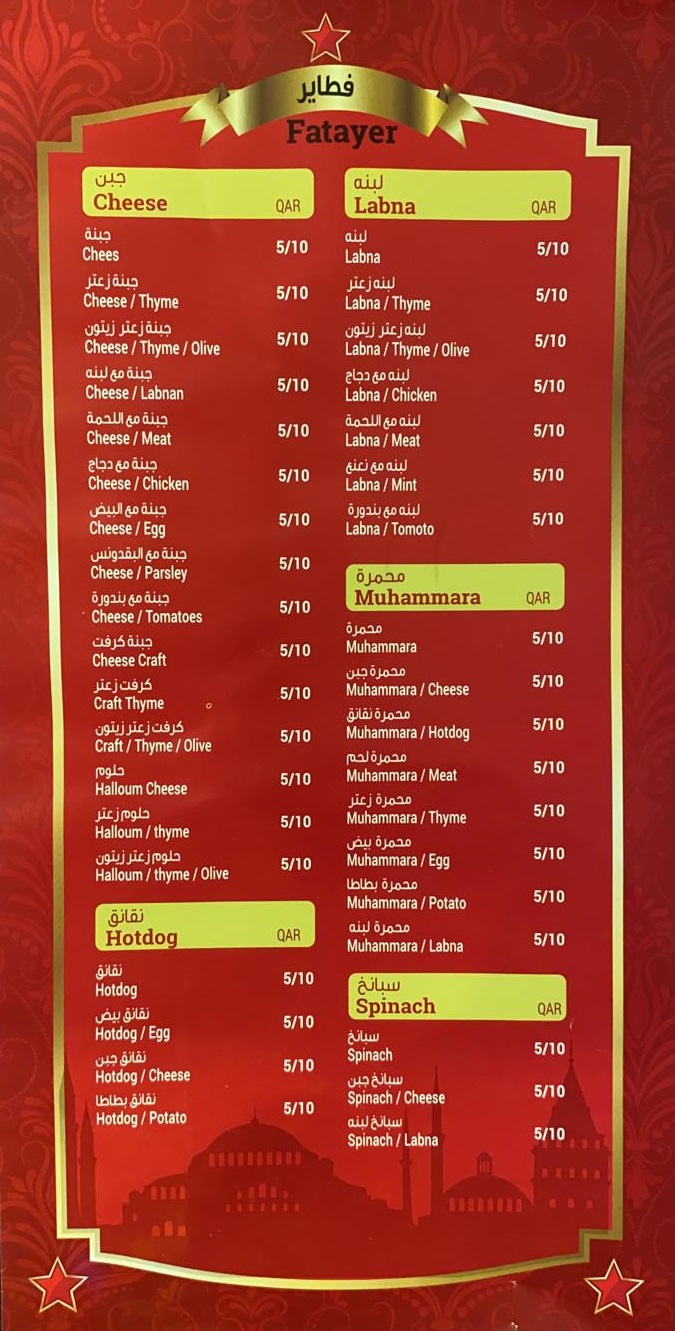 فطاير
Fatayer
جبن
Cheese QAR
جبنة
Chees 5/10
جبنة زعتر
Cheese / Thyme 5/10
جبنة زعتر زيتون
Cheese / Thyme / Olive 5/10
جبنة مع لبنه
Cheese / Labnan 5/10
جبنة مع اللحمة
Cheese / Meat 5/10
جبنة مع دجاج
Cheese / Chicken 5/10
جبنة مع البيض
Cheese / Egg 5/10
جبنة مع البقدونس
Cheese / Parsley 5/10
جبنة مع بندورة
Cheese / Tomatoes 5/10
جبنة كرفت
Cheese Craft 5/10
كرفت زعتر
Craft Thyme 5/10
كرفت زعتر زيتون
Craft / Thyme / Olive 5/10
حلوم
Halloum Cheese 5/10
حلوم زعتر
Halloum / thyme 5/10
حلوم زعتر زيتون
Halloum / thyme / Olive 5/10
نقانق
Hotdog QAR
نقانق
Hotdog 5/10
نقانق بيض
Hotdog / Egg 5/10
نقانق جبن
Hotdog / Cheese 5/10
نقانق بطاطا
Hotdog / Potato 5/10
لبنه
Labna QAR
لبنه
Labna 5/10
لبنه زعتر
Labna / Thyme 5/10
لبنه زعتر زيتون
Labna / Thyme / Olive 5/10
لبنه مع دجاج
Labna / Chicken 5/10
لبنه مع اللحمة
Labna / Meat 5/10
لبنه مع نعنع
Labna / Mint 5/10
لبنه مع بندورة
Labna / Tomoto 5/10
محمرة
Muhammara QAR
محمرة
Muhammara 5/10
محمرة جبن
Muhammara / Cheese 5/10
محمرة نقانق
Muhammara / Hotdog 5/10
محمرة لحم
Muhammara / Meat 5/10
محمرة زعتر
Muhammara / Thyme 5/10
محمرة بيض
Muhammara / Egg 5/10
محمرة بطاطا
Muhammara / Potato 5/10
محمرة لبنه
Muhammara / Labna 5/10
سبانخ
Spinach QAR
سبانخ
Spinach 5/10
سبانخ جبن
Spinach / Cheese 5/10
سبانخ لبنه
Spinach / Labna 5/10